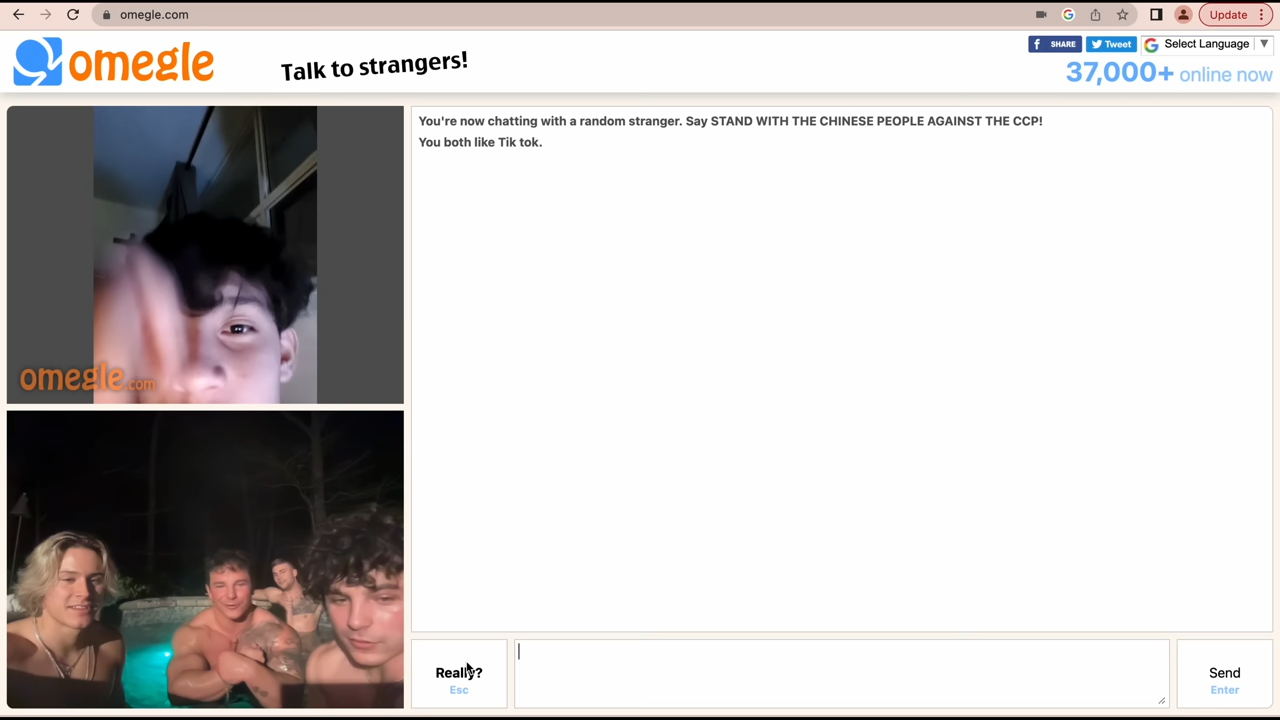 omegle.com
Update
omegle
Talk to strangers!
f SHARE
Tweet
G Select Language ▼
37,000+ online now
You're now chatting with a random stranger. Say STAND WITH THE CHINESE PEOPLE AGAINST THE CCP!
You both like Tik tok.
omegle.com
Really?
Esc
Send
Enter